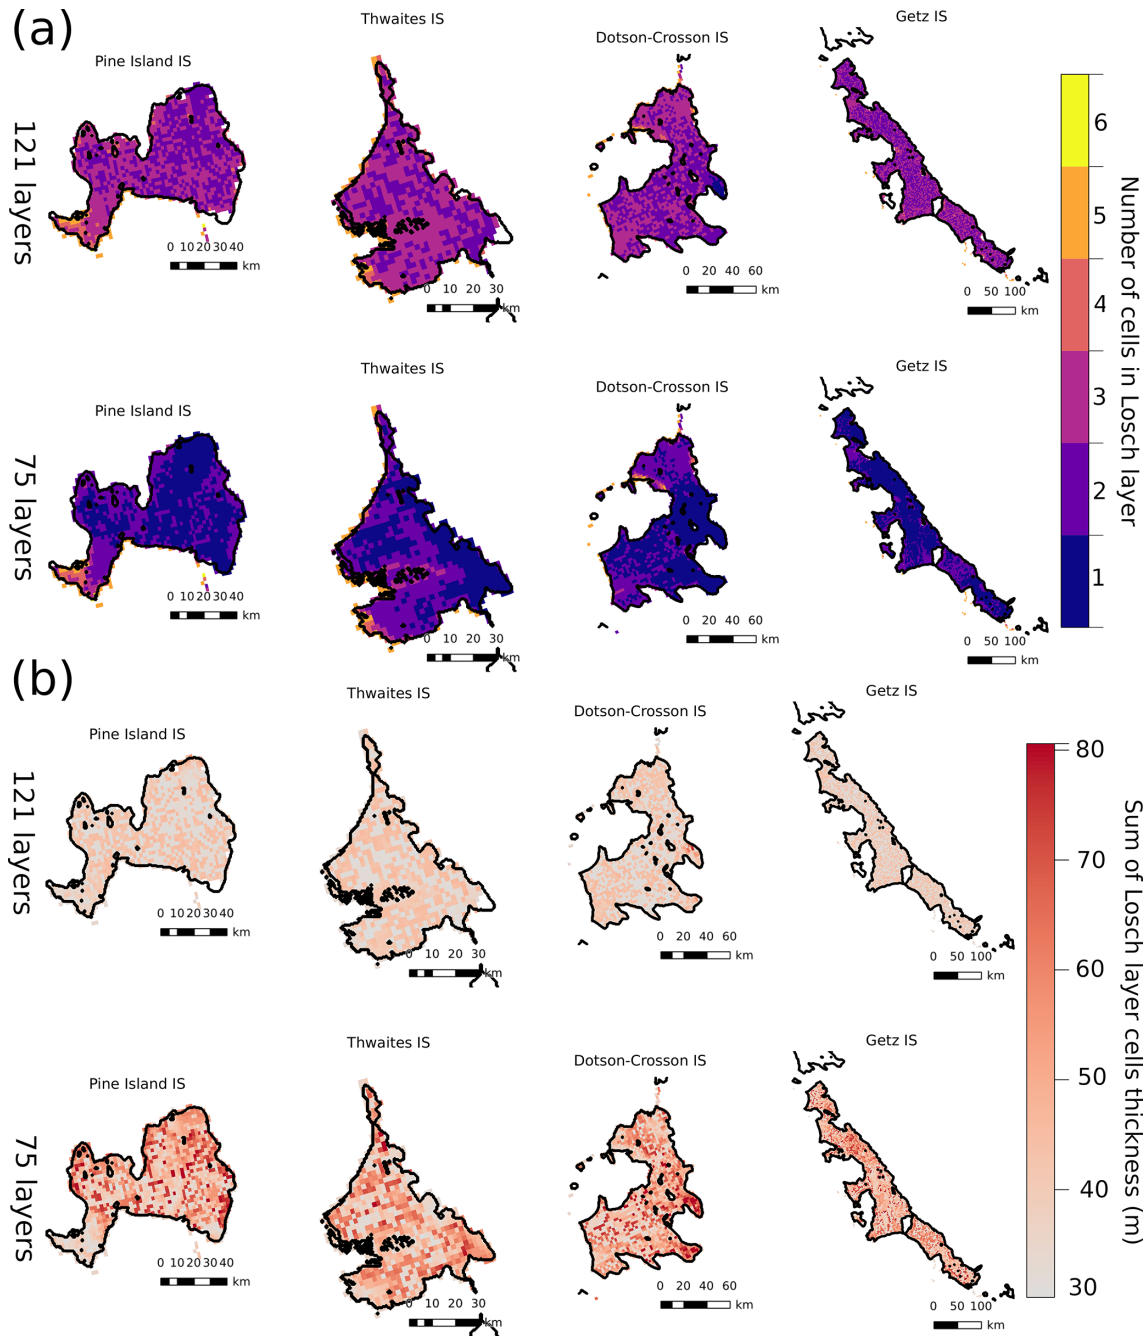 (a)
Pine Island IS
Thwaites IS
Dotson-Crosson IS
Getz IS
121 layers
0 10 20 30 40
km
0 10 20 30
km
0 20 40 60
km
0 50 100
km
Pine Island IS
Thwaites IS
Dotson-Crosson IS
Getz IS
75 layers
0 10 20 30 40
km
0 10 20 30
km
0 20 40 60
km
0 50 100
km
6
5
4
3
2
1
Number of cells in Losch layer
(b)
Pine Island IS
Thwaites IS
Dotson-Crosson IS
Getz IS
121 layers
0 10 20 30 40
km
0 10 20 30
km
0 20 40 60
km
0 50 100
km
Pine Island IS
Thwaites IS
Dotson-Crosson IS
Getz IS
75 layers
0 10 20 30 40
km
0 10 20 30
km
0 20 40 60
km
0 50 100
km
80
70
60
50
40
30
Sum of Losch layer cells thickness (m)